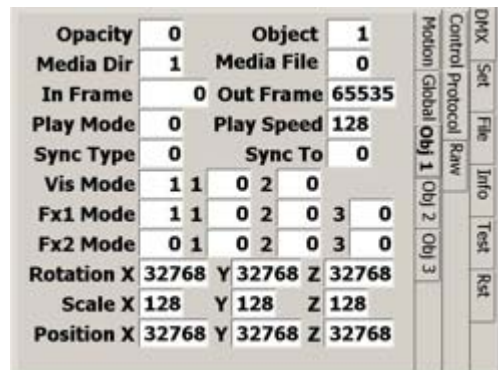 Opacity 0 Object 1
Media Dir 1 Media File 0
In Frame 0 Out Frame 65535
Play Mode 0 Play Speed 128
Sync Type 0 Sync To 0
Vis Mode 1 1 0 2 0
Fx1 Mode 1 1 0 2 0 3 0
Fx2 Mode 0 1 0 2 0 3 0
Rotation X 32768 Y 32768 Z 32768
Scale X 128 Y 128 Z 128
Position X 32768 Y 32768 Z 32768
DMX Set File Info Test Rst
Control Protocol Raw
Motion Global Obj 1 Obj 2 Obj 3